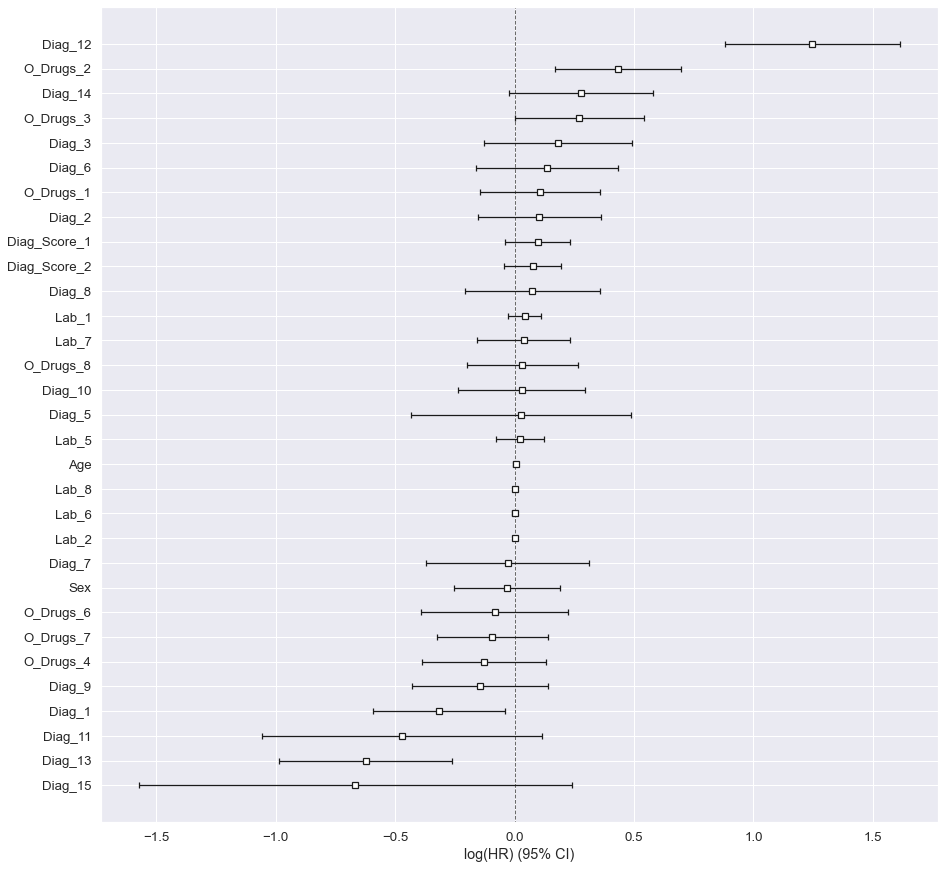 Diag_12
O_Drugs_2
Diag_14
O_Drugs_3
Diag_3
Diag_6
O_Drugs_1
Diag_2
Diag_Score_1
Diag_Score_2
Diag_8
Lab_1
Lab_7
O_Drugs_8
Diag_10
Diag_5
Lab_5
Age
Lab_8
Lab_6
Lab_2
Diag_7
Sex
O_Drugs_6
O_Drugs_7
O_Drugs_4
Diag_9
Diag_1
Diag_11
Diag_13
Diag_15
−1.5 −1.0 −0.5 0.0 0.5 1.0 1.5
log(HR) (95% CI)